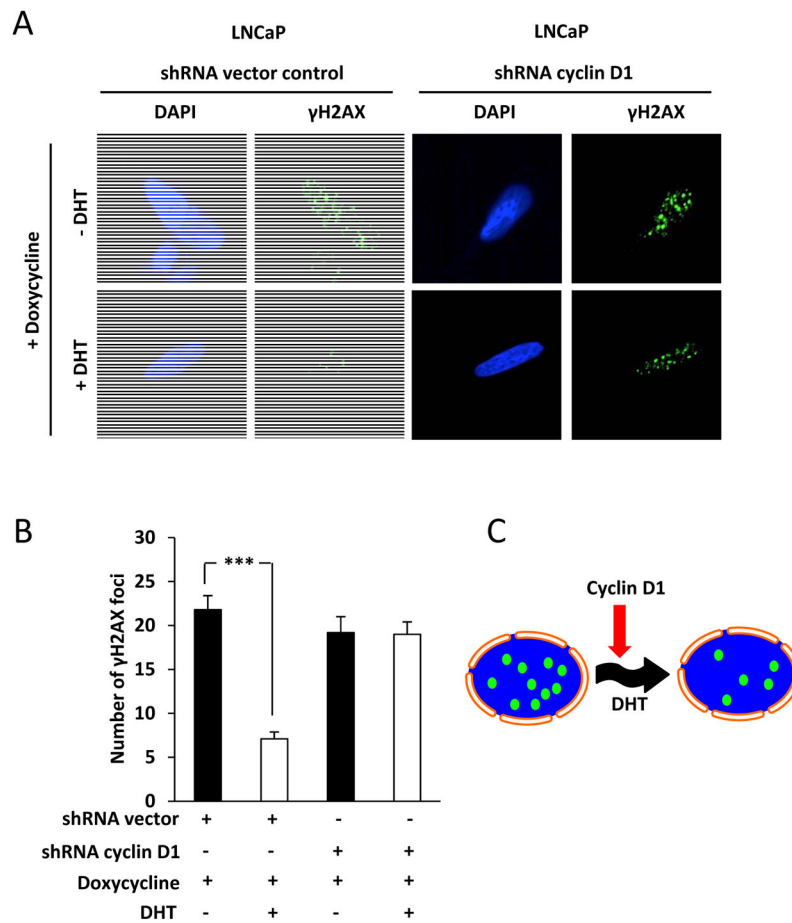 A
LNCaP LNCaP
shRNA vector control shRNA cyclin D1
DAPI γH2AX DAPI γH2AX
+ Doxycycline
- DHT
+ DHT
B
Number of γH2AX foci
30
25
20
15
10
5
0
***
shRNA vector + + - -
shRNA cyclin D1 - - + +
Doxycycline + + + +
DHT - + - +
C
Cyclin D1
DHT